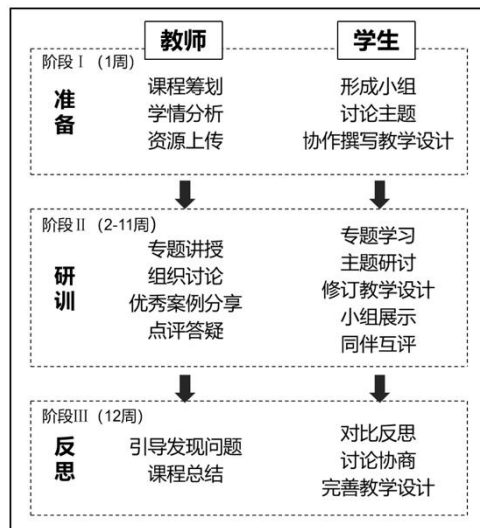 教师
学生
阶段Ⅰ（1周）
准备
课程筹划
学情分析
资源上传
形成小组
讨论主题
协作撰写教学设计
阶段Ⅱ（2-11周）
研训
专题讲授
组织讨论
优秀案例分享
点评答疑
专题学习
主题研讨
修订教学设计
小组展示
同伴互评
阶段III（12周）
反思
引导发现问题
课程总结
对比反思
讨论协商
完善教学设计